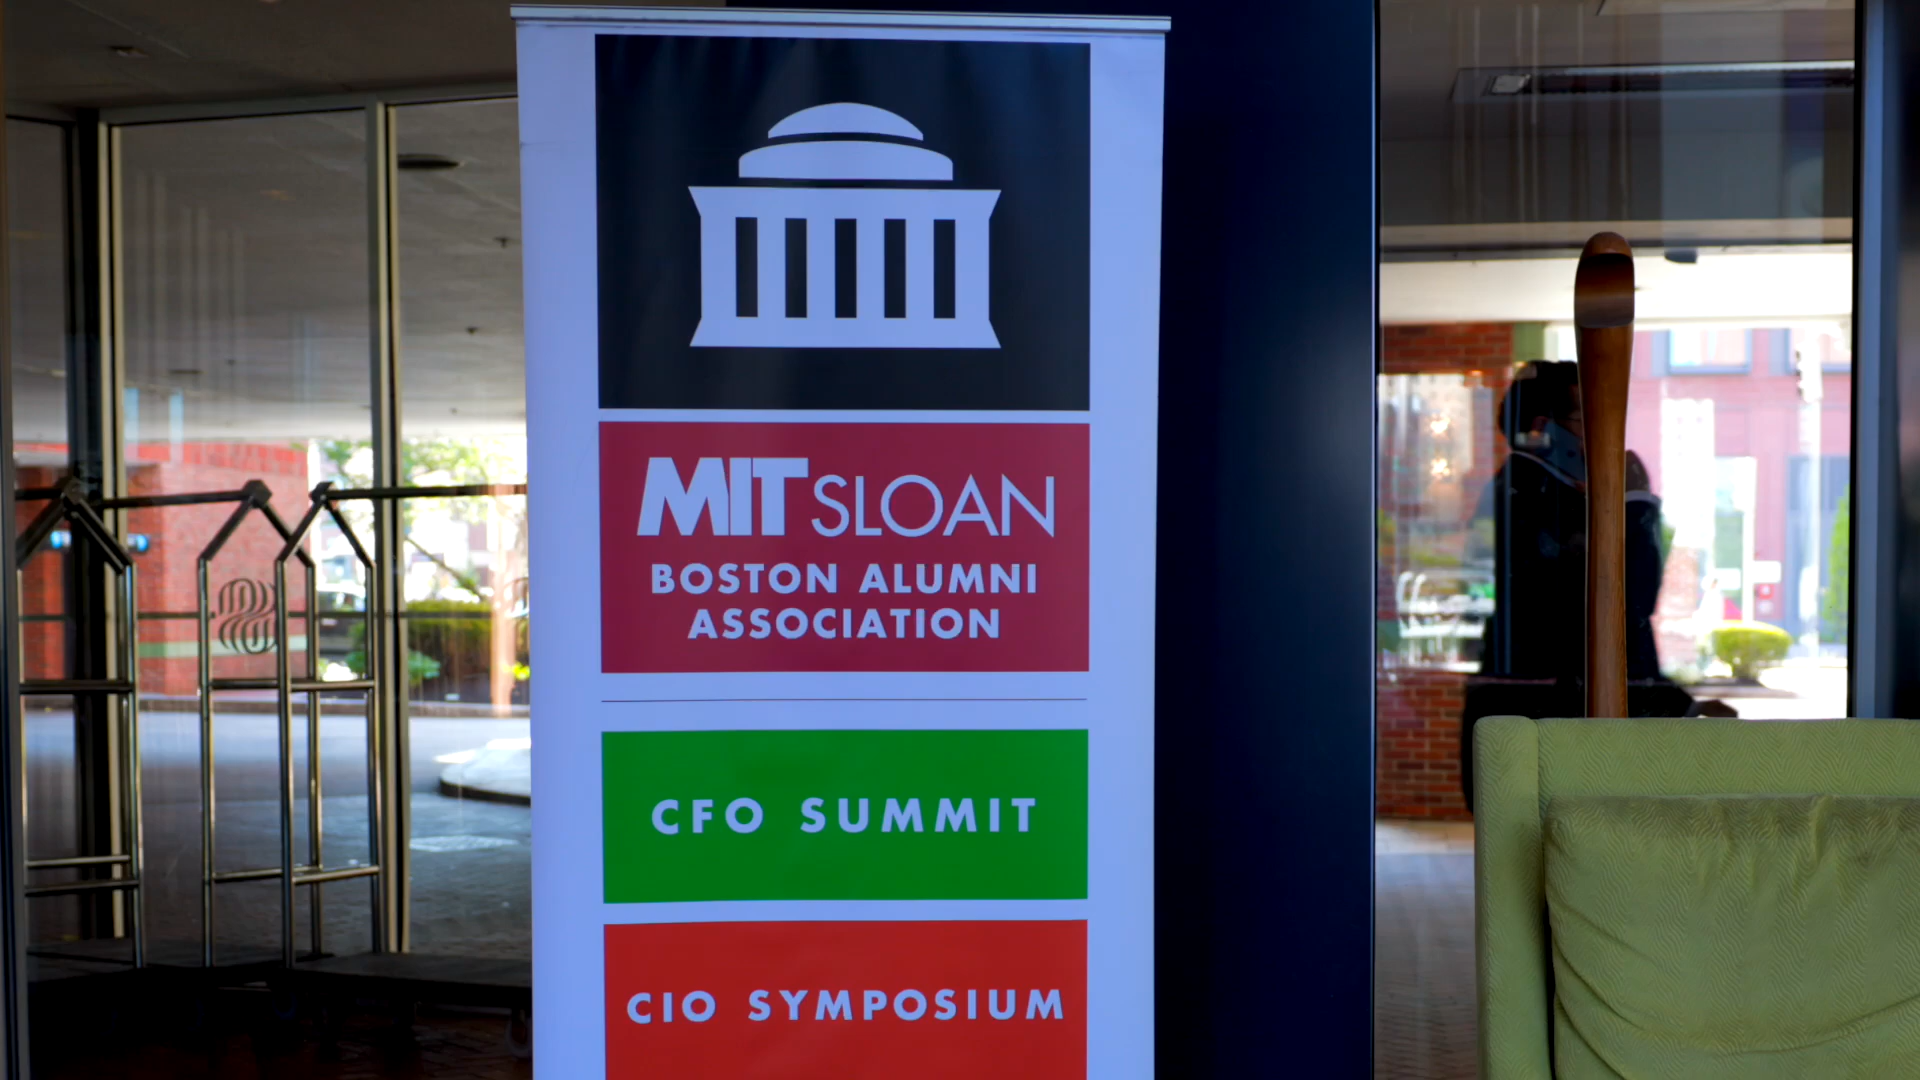 MIT SLOAN
BOSTON ALUMNI
ASSOCIATION
CFO SUMMIT
CIO SYMPOSIUM